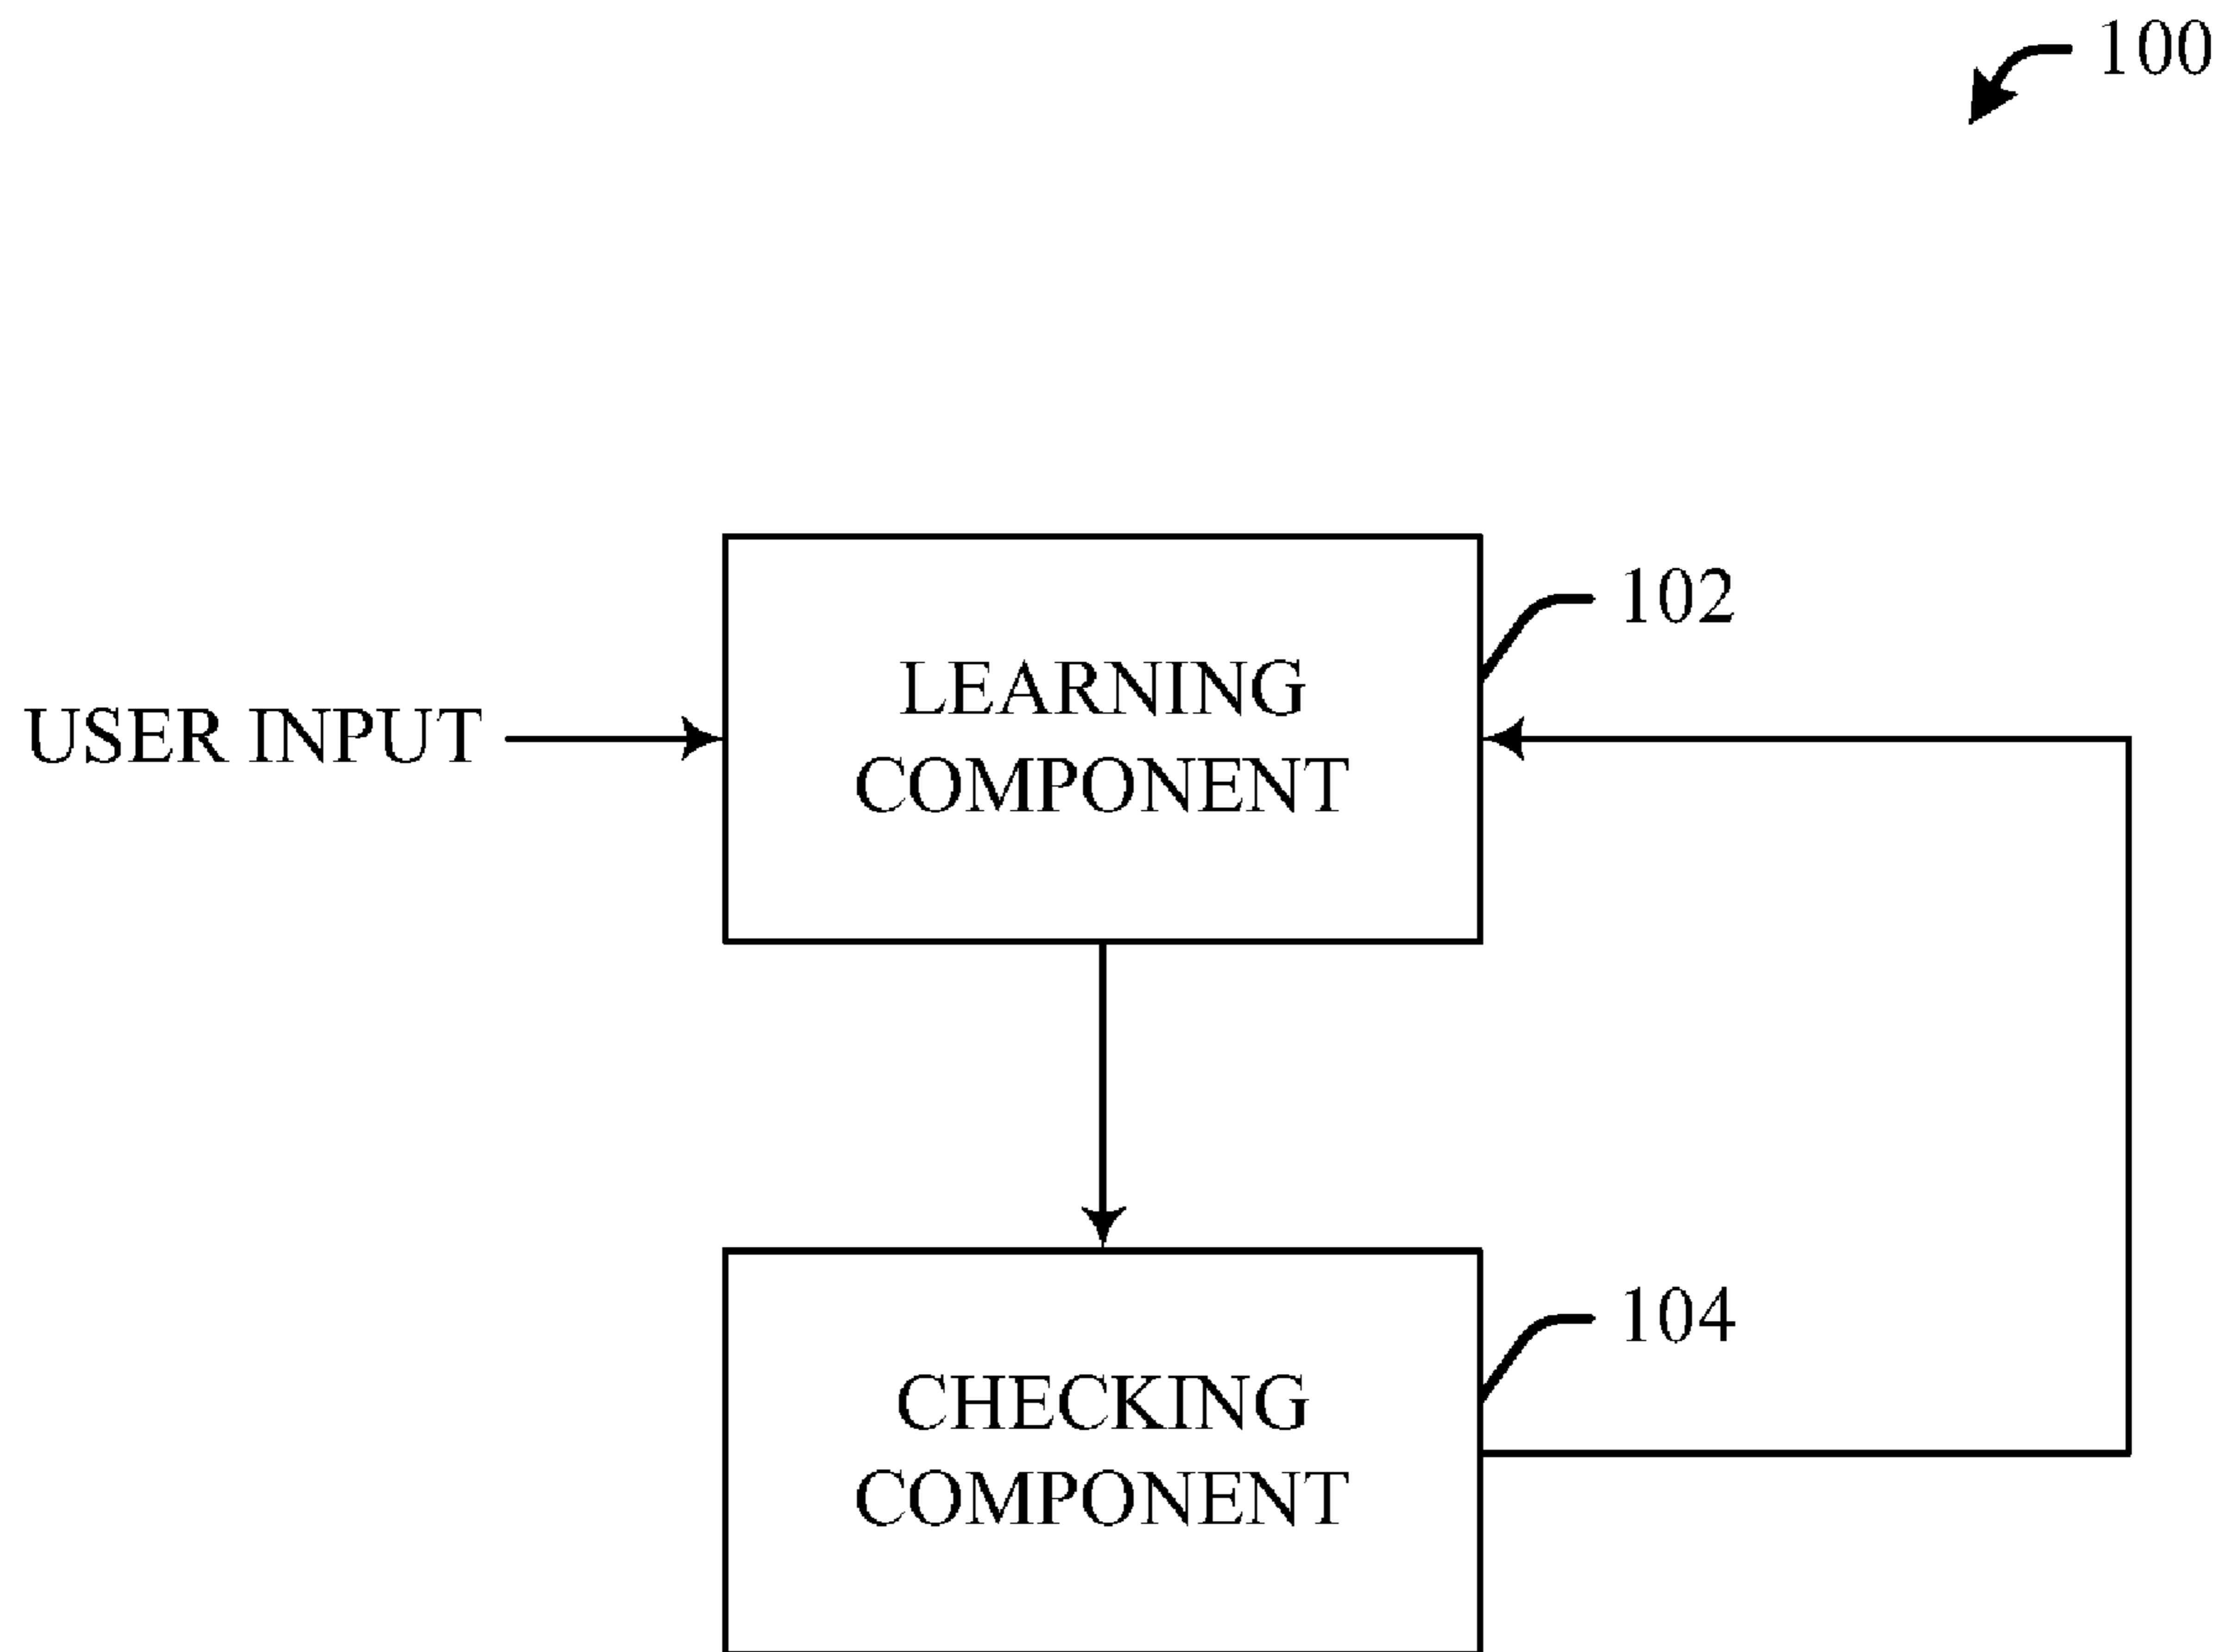 100
102
LEARNING
COMPONENT
USER INPUT
104
CHECKING
COMPONENT